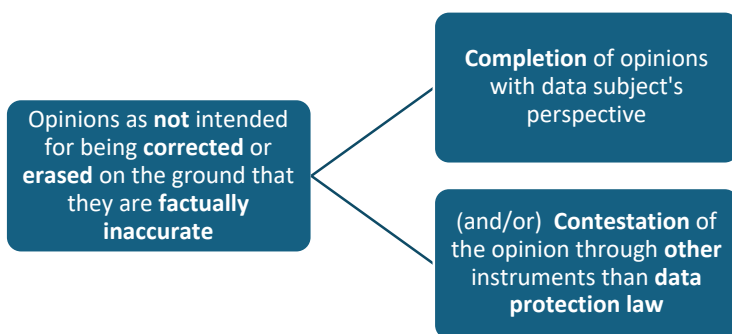 Opinions as not intended
for being corrected or
erased on the ground that
they are factually
inaccurate
Completion of opinions
with data subject's
perspective
(and/or) Contestation of
the opinion through other
instruments than data
protection law